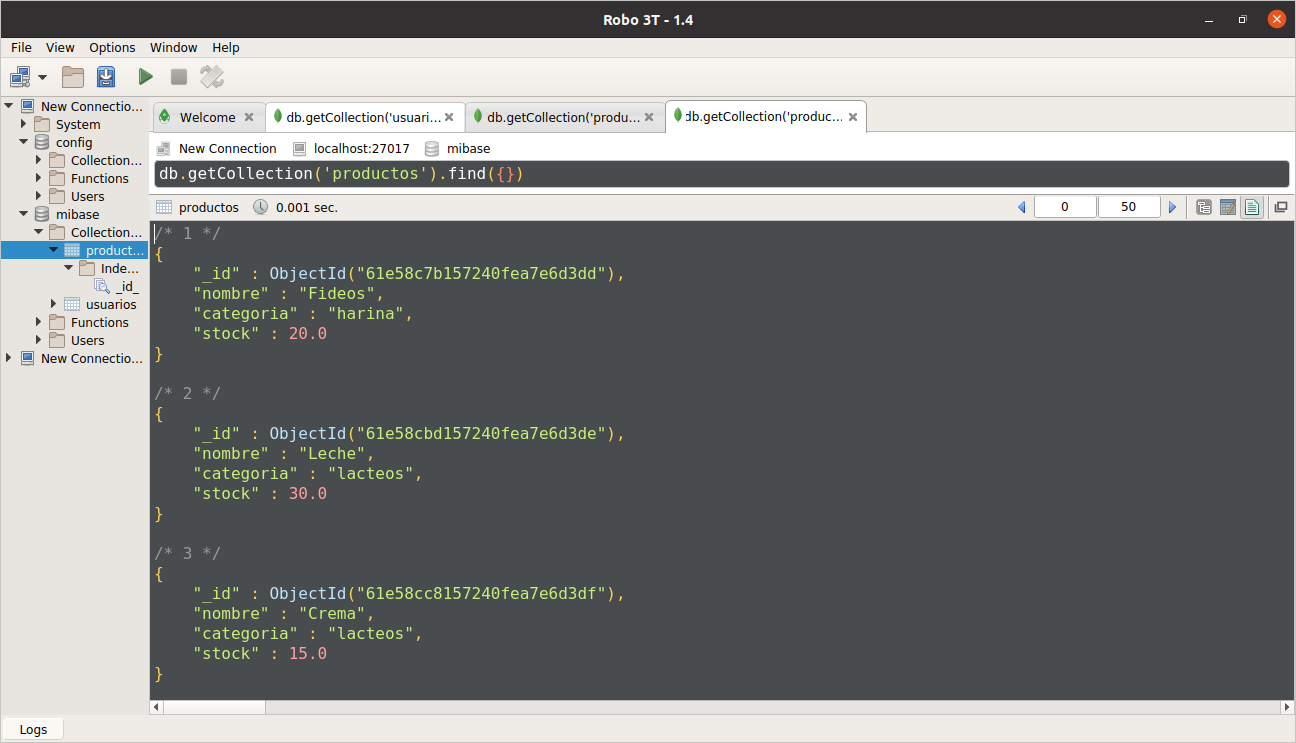 Robo 3T - 1.4
File View Options Window Help
New Connectio...
System
config
Collection...
Functions
Users
mibase
Collection...
product...
Inde...
_id_
usuarios
Functions
Users
New Connectio...
Welcome
db.getCollection('usuari...
db.getCollection('produ...
db.getCollection('produc...
New Connection localhost:27017 mibase
db.getCollection('productos').find({})
productos 0.001 sec. 0 50
/* 1 */
{
"_id" : ObjectId("61e58c7b157240fea7e6d3dd"),
"nombre" : "Fideos",
"categoria" : "harina",
"stock" : 20.0
}
/* 2 */
{
"_id" : ObjectId("61e58cbd157240fea7e6d3de"),
"nombre" : "Leche",
"categoria" : "lacteos",
"stock" : 30.0
}
/* 3 */
{
"_id" : ObjectId("61e58cc8157240fea7e6d3df"),
"nombre" : "Crema",
"categoria" : "lacteos",
"stock" : 15.0
}
Logs